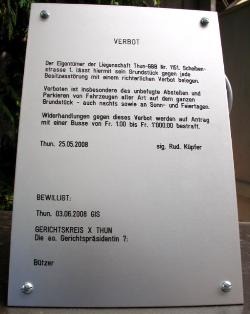 VERBOT
Der Eigentümer der Liegenschaft Thun-GBB Nr. 1151, Scheiben-
strasse 1, lässt hiermit sein Grundstück gegen jede
Besitzesstörung mit einem richterlichen Verbot belegen.
Verboten ist insbesondere das unbefugte Abstellen und
Parkieren von Fahrzeugen aller Art auf dem ganzen
Grundstück - auch nachts sowie an Sonn- und Feiertagen.
Widerhandlungen gegen dieses Verbot werden auf Antrag
mit einer Busse von Fr. 1.00 bis Fr. 1'000.00 bestraft.
Thun, 25.05.2008 sig. Rud. Küpfer
BEWILLIGT:
Thun, 03.06.2008 GIS
GERICHTSKREIS X THUN
Die ao. Gerichtspräsidentin 7:
Bützer